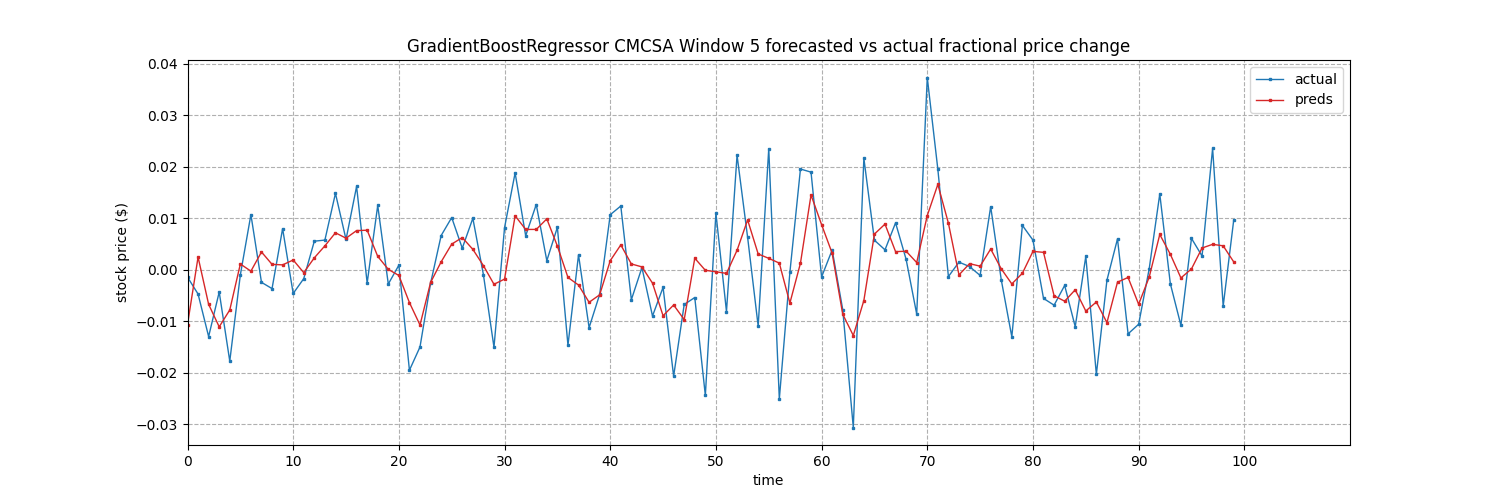 GradientBoostRegressor CMCSA Window 5 forecasted vs actual fractional price change
actual
preds
stock price ($)
0.04
0.03
0.02
0.01
0.00
−0.01
−0.02
−0.03
0 10 20 30 40 50 60 70 80 90 100
time